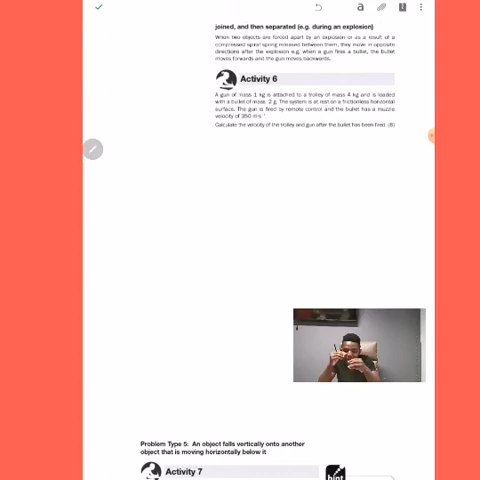 a
joined, and then separated (e.g. during an explosion)
When two objects are forced apart by an explosion or as a result of a
compressed spiral spring released between them, they move in opposite
directions after the explosion e.g. when a gun fires a bullet, the bullet
moves forwards and the gun moves backwards.
Activity 6
A gun of mass 1 kg is attached to a trolley of mass 4 kg and is loaded
with a bullet of mass 2 g. The system is at rest on a frictionless horizontal
surface. The gun is fired by remote control and the bullet has a muzzle
velocity of 350 m·s⁻¹.
Calculate the velocity of the trolley and gun after the bullet has been fired. (8)
Problem Type 5: An object falls vertically onto another
object that is moving horizontally below it
Activity 7
hint